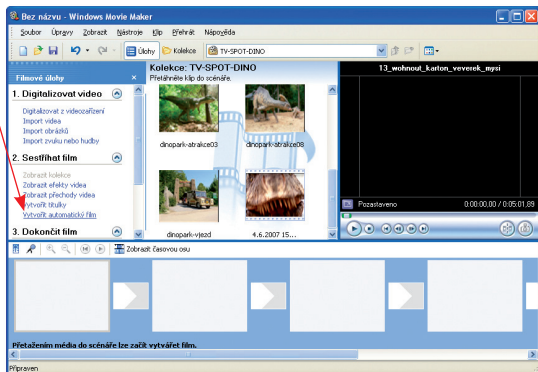 Bez názvu - Windows Movie Maker
Soubor Úpravy Zobrazit Nástroje Klip Přehrát Nápověda
Úlohy Kolekce TV-SPOT-DINO
Filmové úlohy
Kolekce: TV-SPOT-DINO
Přetáhněte klip do scénáře.
13_wohnout_karton_veverek_mysi
1. Digitalizovat video
Digitalizovat z videozařízení
Import videa
Import obrázků
Import zvuku nebo hudby
2. Sestříhat film
Zobrazit kolekce
Zobrazit efekty videa
Zobrazit přechody videa
Vytvořit titulky
Vytvořit automatický film
3. Dokončit film
dinopark-atrakce03
dinopark-atrakce08
dinopark-vjezd
4.6.2007 15...
Pozastaveno
0:00:00,00 / 0:05:01,89
Zobrazit časovou osu
Přetažením média do scénáře lze začít vytvářet film.
Připraven